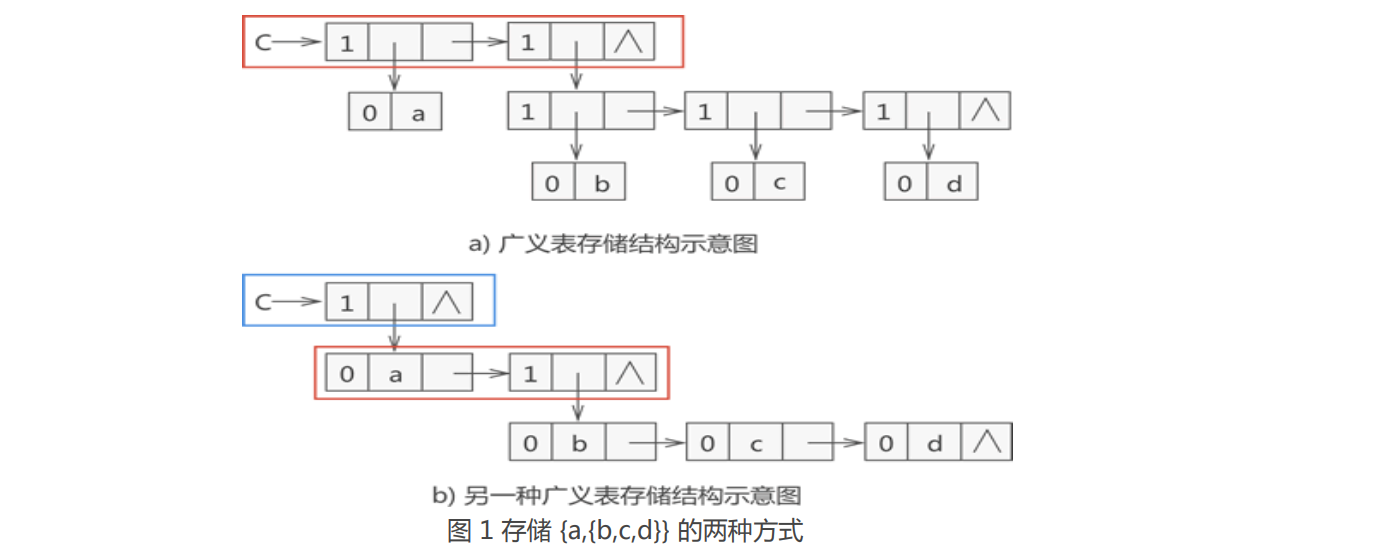 C 1 1 ∧
0 a 1 1 1 ∧
0 b 0 c 0 d
a) 广义表存储结构示意图
C 1 ∧
0 a 1 ∧
0 b 0 c 0 d ∧
b) 另一种广义表存储结构示意图
图 1 存储 {a,{b,c,d}} 的两种方式